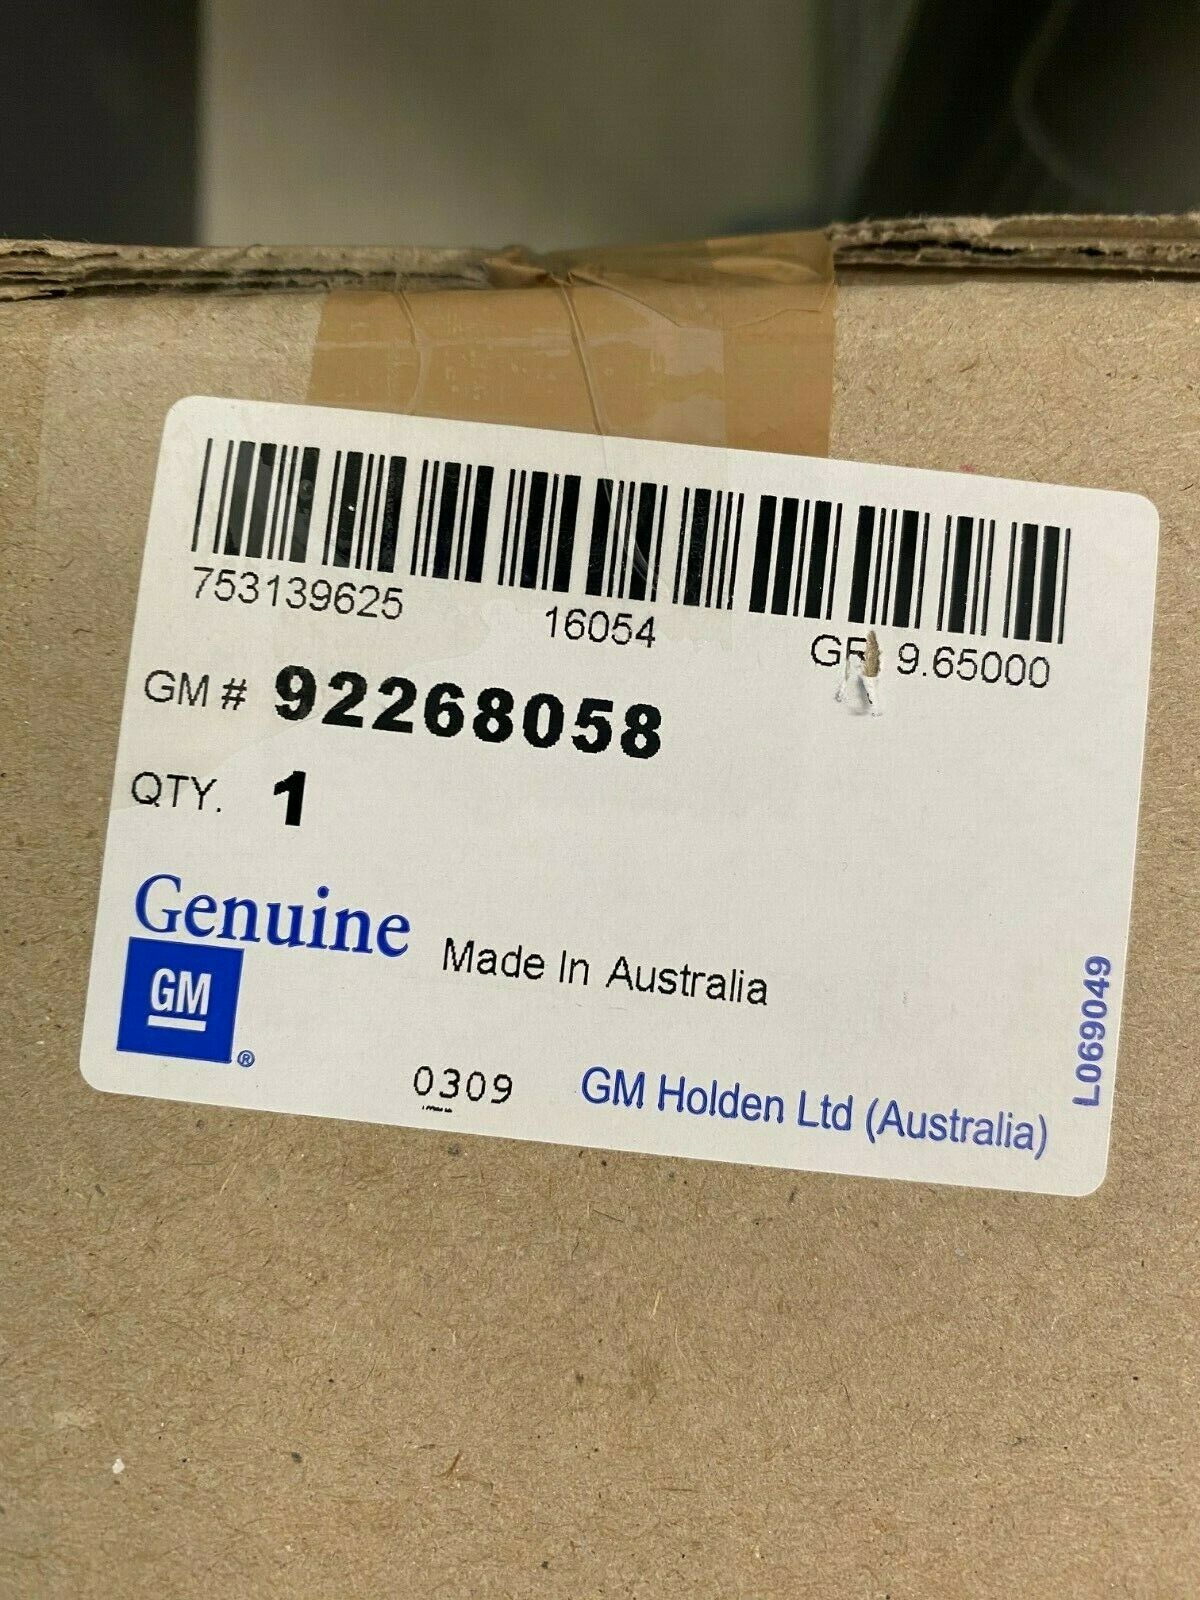 753139625 16054 9.65000
GM # 92268058
QTY. 1
Genuine
GM ®
Made In Australia
0309
GM Holden Ltd (Australia)
L069049